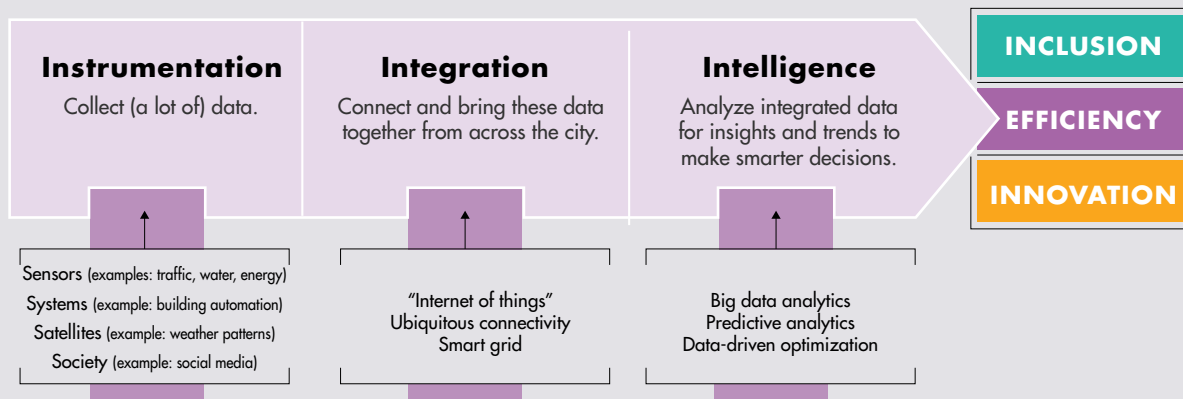 Instrumentation
Collect (a lot of) data.
Integration
Connect and bring these data
together from across the city.
Intelligence
Analyze integrated data
for insights and trends to
make smarter decisions.
INCLUSION
EFFICIENCY
INNOVATION
Sensors (examples: traffic, water, energy)
Systems (example: building automation)
Satellites (example: weather patterns)
Society (example: social media)
“Internet of things”
Ubiquitous connectivity
Smart grid
Big data analytics
Predictive analytics
Data-driven optimization